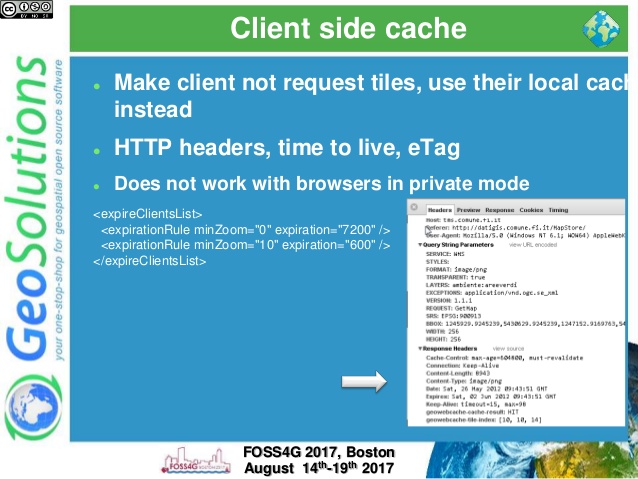 BY NC SA
Client side cache
GeoSolutions
your one-stop-shop for geospatial open source software
Make client not request tiles, use their local cach
instead
HTTP headers, time to live, eTag
Does not work with browsers in private mode
<expireClientsList>
<expirationRule minZoom="0" expiration="7200" />
<expirationRule minZoom="10" expiration="600" />
</expireClientsList>
Headers Preview Response Cookies Timing
Host: tms.comune.fi.it
Referer: http://datigis.comune.fi.it/MapStore/
User-Agent: Mozilla/5.0 (Windows NT 6.1; WOW64) AppleWebK
Query String Parameters view URL encoded
SERVICE: WMS
STYLES:
FORMAT: image/png
TRANSPARENT: true
LAYERS: ambiente:areeverdi
EXCEPTIONS: application/vnd.ogc.se_xml
VERSION: 1.1.1
REQUEST: GetMap
SRS: EPSG:900913
BBOX: 1245929.9245239,5430629.9245239,1247152.9169763,54
WIDTH: 256
HEIGHT: 256
Response Headers view source
Cache-Control: max-age=604800, must-revalidate
Connection: Keep-Alive
Content-Length: 8943
Content-Type: image/png
Date: Sat, 26 May 2012 09:43:51 GMT
Expires: Sat, 02 Jun 2012 09:43:51 GMT
Keep-Alive: timeout=15, max=98
geowebcache-cache-result: HIT
geowebcache-tile-index: [10, 10, 14]
FOSS4G
FOSS4G 2017, Boston
August 14th-19th 2017